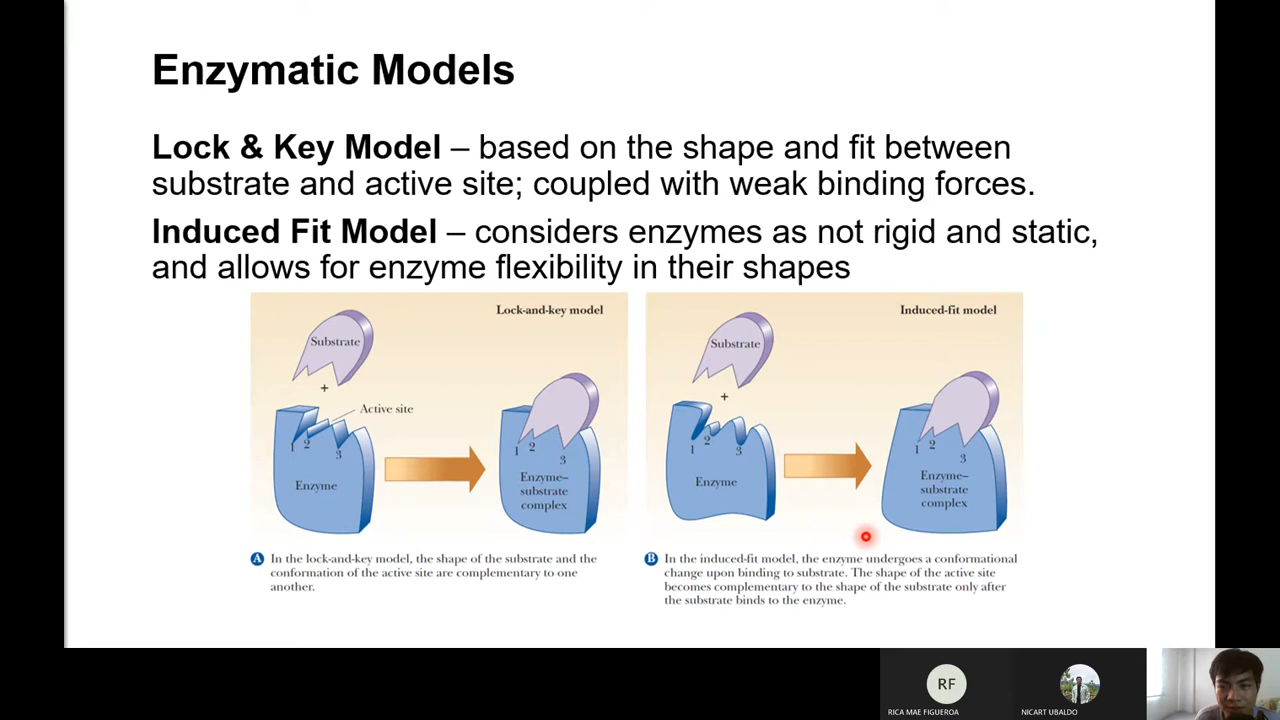 Enzymatic Models
Lock & Key Model – based on the shape and fit between
substrate and active site; coupled with weak binding forces.
Induced Fit Model – considers enzymes as not rigid and static,
and allows for enzyme flexibility in their shapes
Lock-and-key model
Substrate
+
Active site
1 2 3
Enzyme
1 2 3
Enzyme–
substrate
complex
A In the lock-and-key model, the shape of the substrate and the
conformation of the active site are complementary to one
another.
Induced-fit model
Substrate
+
1 2 3
Enzyme
1 2 3
Enzyme–
substrate
complex
B In the induced-fit model, the enzyme undergoes a conformational
change upon binding to substrate. The shape of the active site
becomes complementary to the shape of the substrate only after
the substrate binds to the enzyme.
RF
RICA MAE FIGUEROA
NICART UBALDO